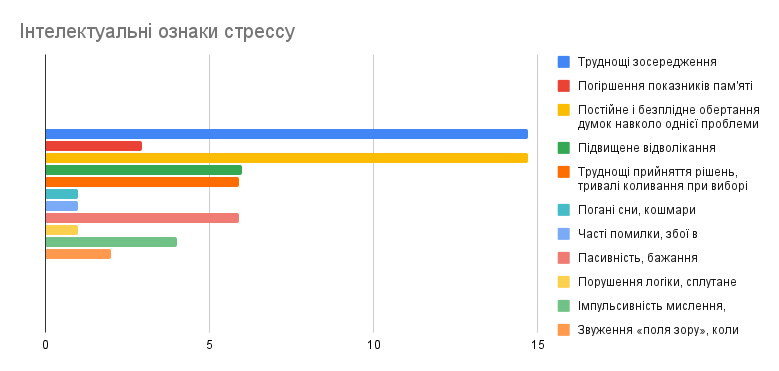 Інтелектуальні ознаки стрессу
Труднощі зосередження
Погіршення показників пам'яті
Постійне і безплідне обертання
думок навколо однієї проблеми
Підвищене відволікання
Труднощі прийняття рішень,
тривалі коливання при виборі
Погані сни, кошмари
Часті помилки, збої в
Пасивність, бажання
Порушення логіки, сплутане
Імпульсивність мислення,
Звуження «поля зору», коли
0 5 10 15